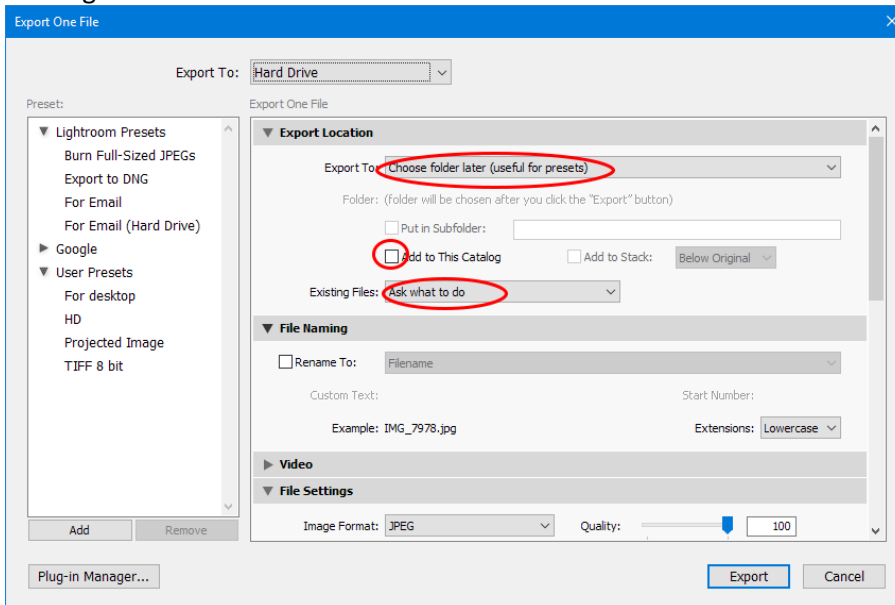 Export One File
Export To: Hard Drive
Preset:
Export One File
Lightroom Presets
Burn Full-Sized JPEGs
Export to DNG
For Email
For Email (Hard Drive)
Google
User Presets
For desktop
HD
Projected Image
TIFF 8 bit
Add Remove
Export Location
Export To: Choose folder later (useful for presets)
Folder: (folder will be chosen after you click the "Export" button)
Put in Subfolder:
Add to This Catalog Add to Stack: Below Original
Existing Files: Ask what to do
File Naming
Rename To: Filename
Custom Text: Start Number:
Example: IMG_7978.jpg Extensions: Lowercase
Video
File Settings
Image Format: JPEG Quality: 100
Plug-in Manager... Export Cancel